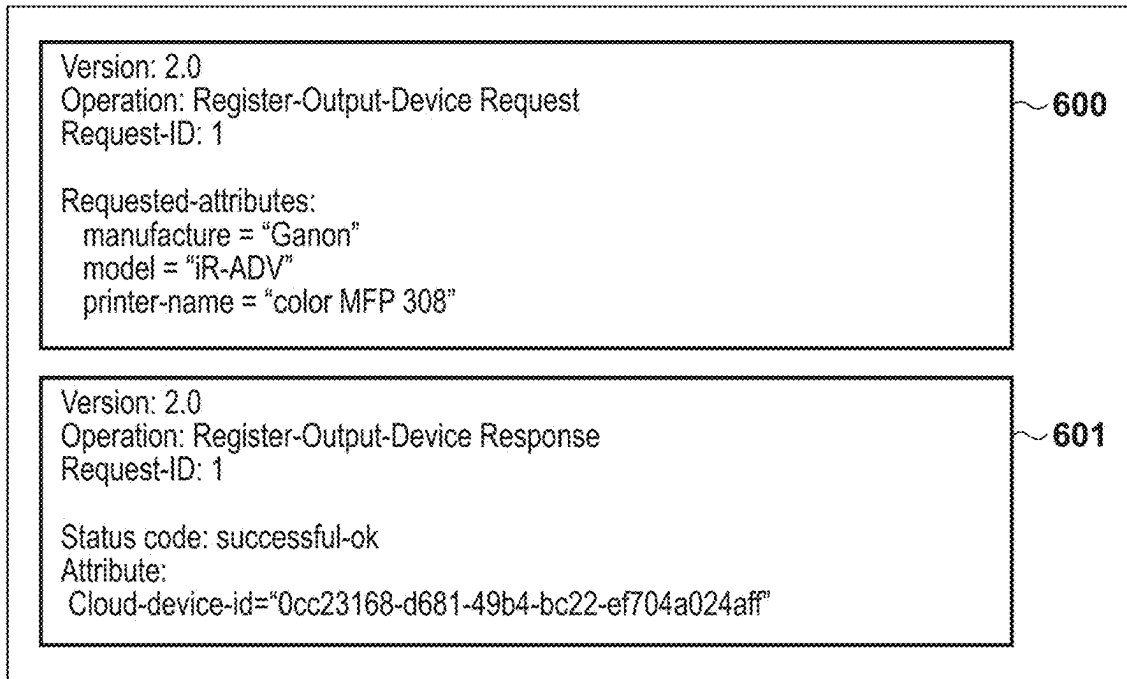 Version: 2.0
Operation: Register-Output-Device Request
Request-ID: 1
Requested-attributes:
manufacture = “Ganon”
model = “iR-ADV”
printer-name = “color MFP 308”
600
Version: 2.0
Operation: Register-Output-Device Response
Request-ID: 1
Status code: successful-ok
Attribute:
Cloud-device-id=“0cc23168-d681-49b4-bc22-ef704a024aff”
601